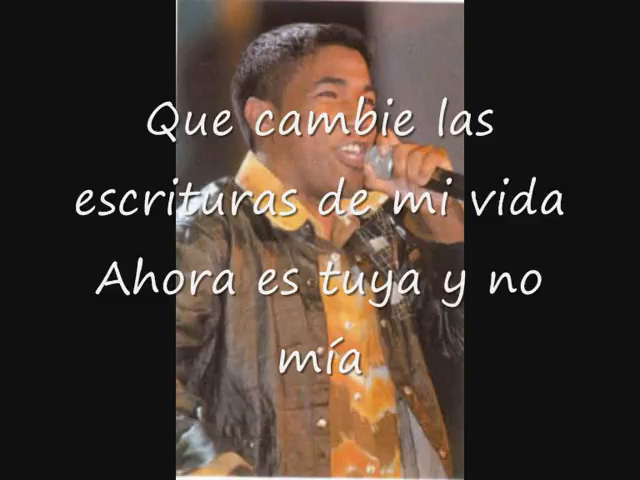 Que cambie las
escrituras de mi vida
Ahora es tuya y no
mía